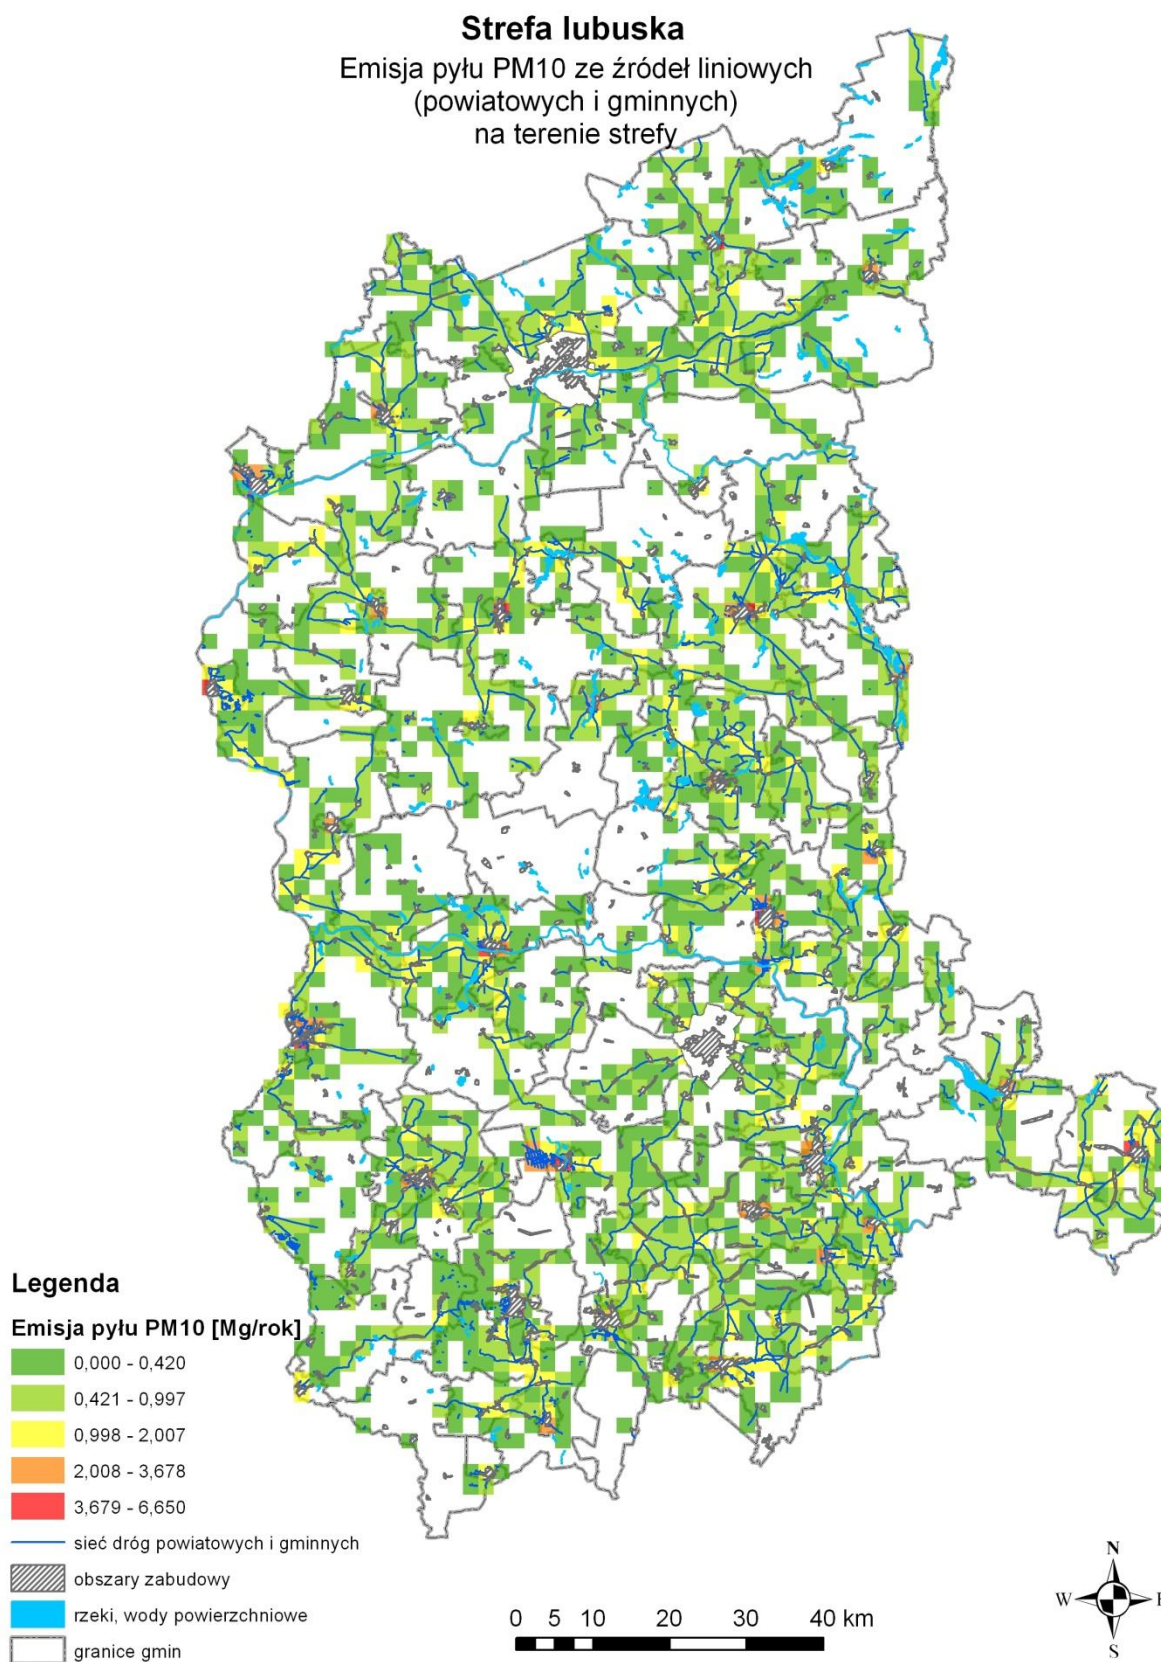 Strefa lubuska
Emisja pyłu PM10 ze źródeł liniowych
(powiatowych i gminnych)
na terenie strefy
Legenda
Emisja pyłu PM10 [Mg/rok]
0,000 - 0,420
0,421 - 0,997
0,998 - 2,007
2,008 - 3,678
3,679 - 6,650
sieć dróg powiatowych i gminnych
obszary zabudowy
rzeki, wody powierzchniowe
granice gmin
0 5 10 20 30 40 km
N
W
S